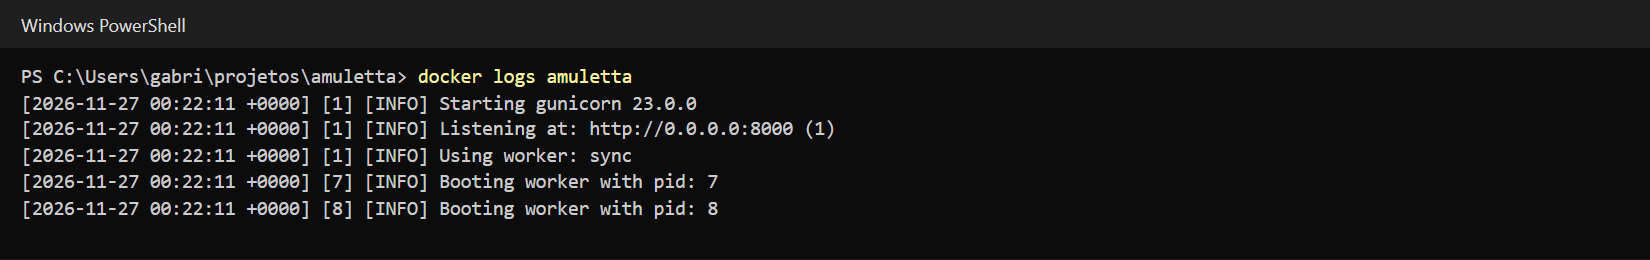 Windows PowerShell
PS C:\Users\gabri\projetos\amuletta> docker logs amuletta
[2026-11-27 00:22:11 +0000] [1] [INFO] Starting gunicorn 23.0.0
[2026-11-27 00:22:11 +0000] [1] [INFO] Listening at: http://0.0.0.0:8000 (1)
[2026-11-27 00:22:11 +0000] [1] [INFO] Using worker: sync
[2026-11-27 00:22:11 +0000] [7] [INFO] Booting worker with pid: 7
[2026-11-27 00:22:11 +0000] [8] [INFO] Booting worker with pid: 8